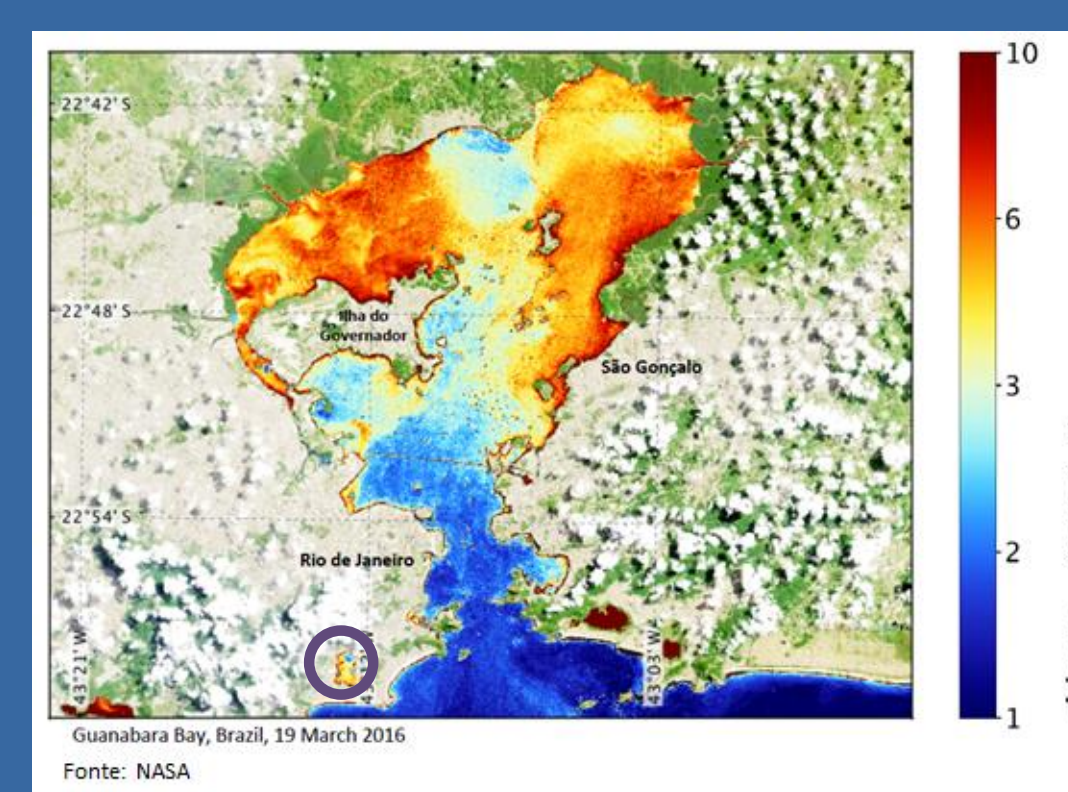 22°42' S
22°48' S
22°54' S
Ilha do
Governador
São Gonçalo
Rio de Janeiro
43°21' W
43°03' W
10
6
3
2
1
Guanabara Bay, Brazil, 19 March 2016
Fonte: NASA